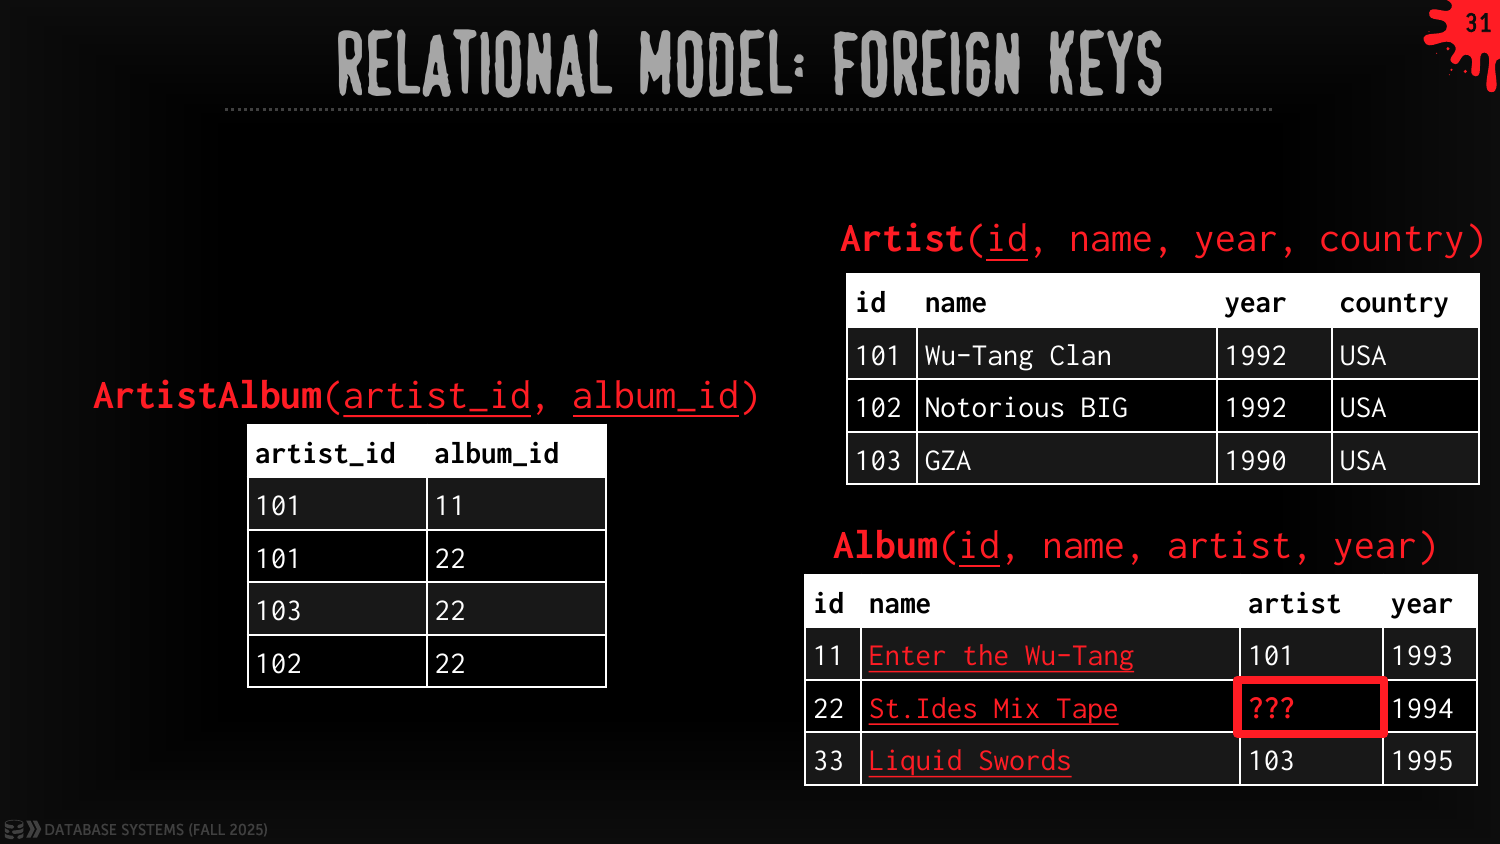 31
RELATIONAL MODEL: FOREIGN KEYS
ArtistAlbum(artist_id, album_id)
artist_id album_id
101 11
101 22
103 22
102 22
Artist(id, name, year, country)
id name year country
101 Wu-Tang Clan 1992 USA
102 Notorious BIG 1992 USA
103 GZA 1990 USA
Album(id, name, artist, year)
id name artist year
11 Enter the Wu-Tang 101 1993
22 St.Ides Mix Tape ??? 1994
33 Liquid Swords 103 1995
DATABASE SYSTEMS (FALL 2025)